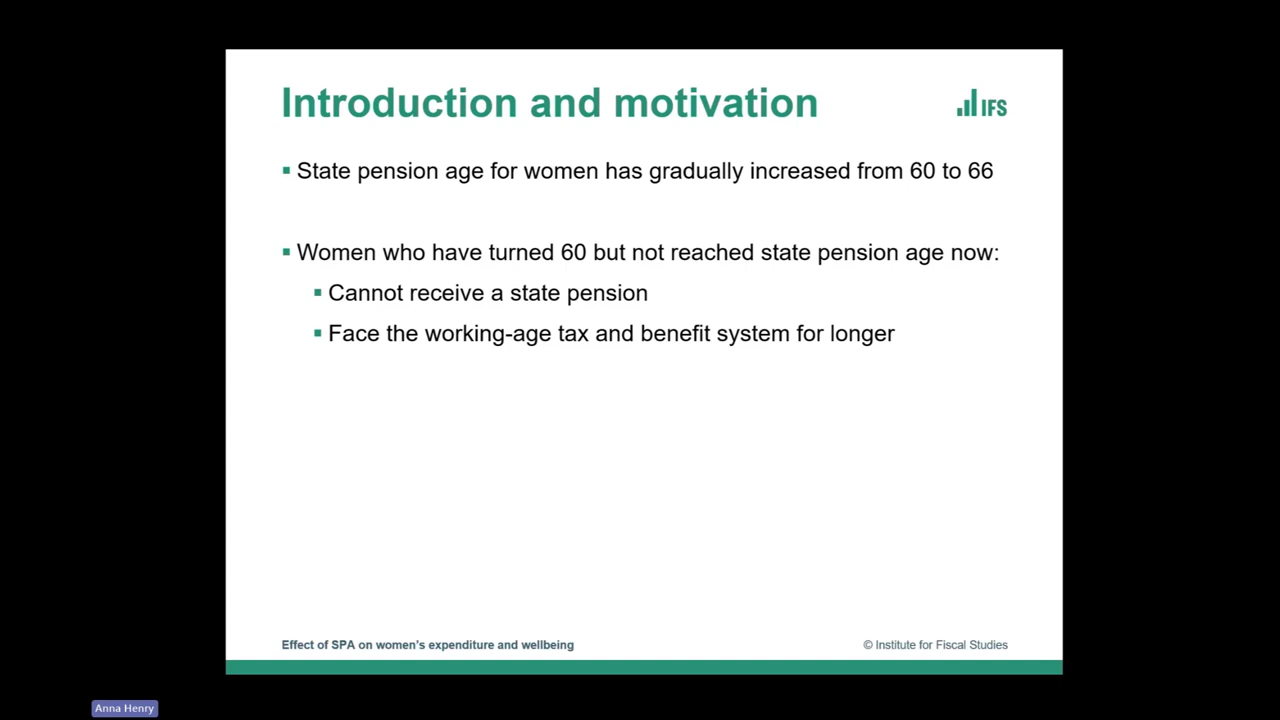 Introduction and motivation
IFS
▪ State pension age for women has gradually increased from 60 to 66
▪ Women who have turned 60 but not reached state pension age now:
▪ Cannot receive a state pension
▪ Face the working-age tax and benefit system for longer
Effect of SPA on women's expenditure and wellbeing
© Institute for Fiscal Studies
Anna Henry